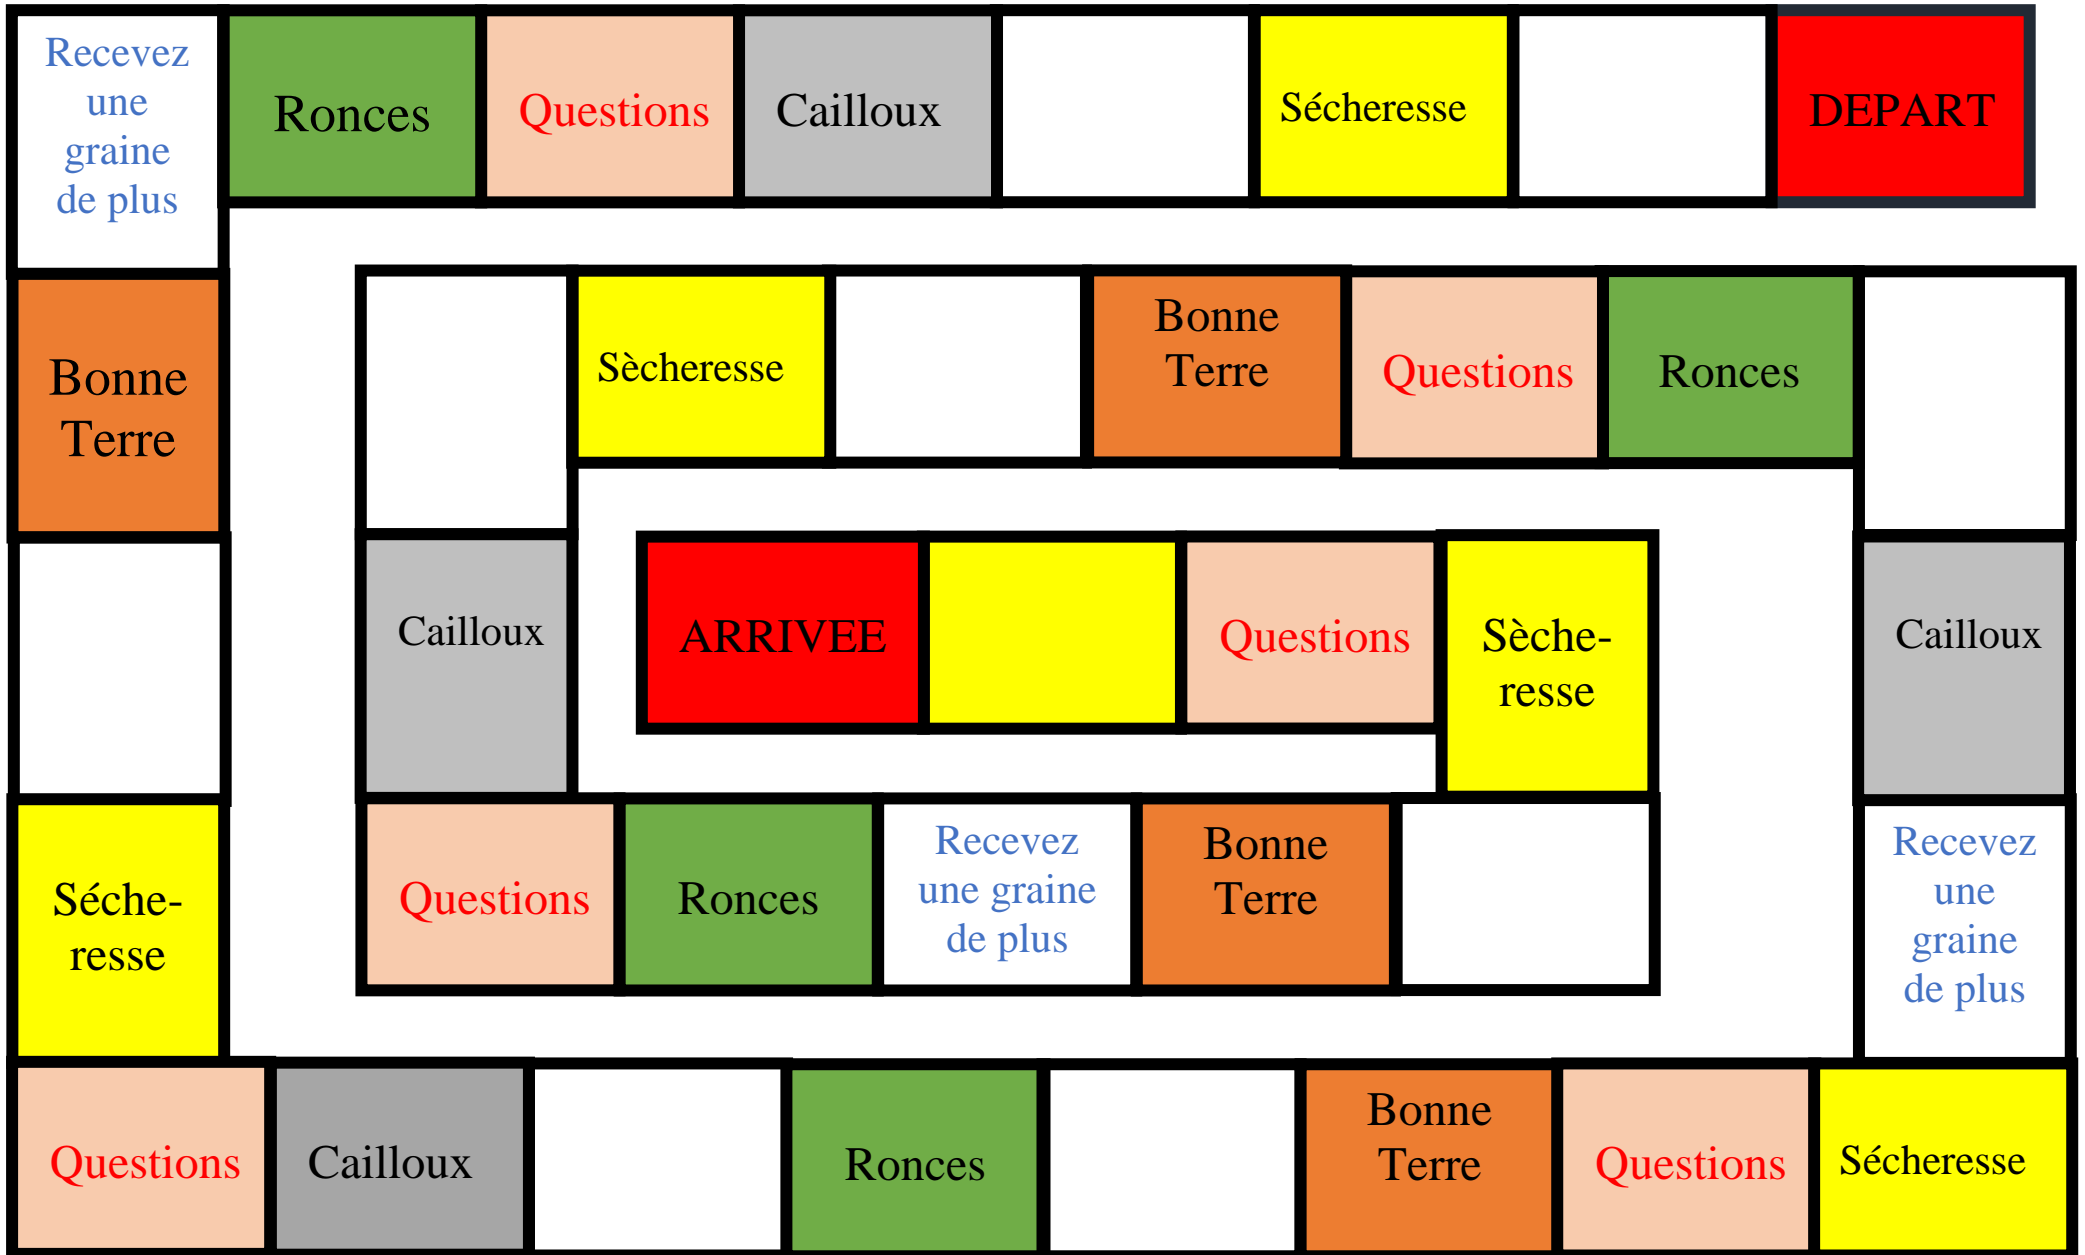 Recevez
une
graine
de plus
Ronces
Questions
Cailloux
Sécheresse
DEPART
Bonne
Terre
Sècheresse
Bonne
Terre
Questions
Ronces
Cailloux
ARRIVEE
Questions
Sèche-
resse
Cailloux
Séche-
resse
Questions
Ronces
Recevez
une graine
de plus
Bonne
Terre
Recevez
une
graine
de plus
Questions
Cailloux
Ronces
Bonne
Terre
Questions
Sécheresse